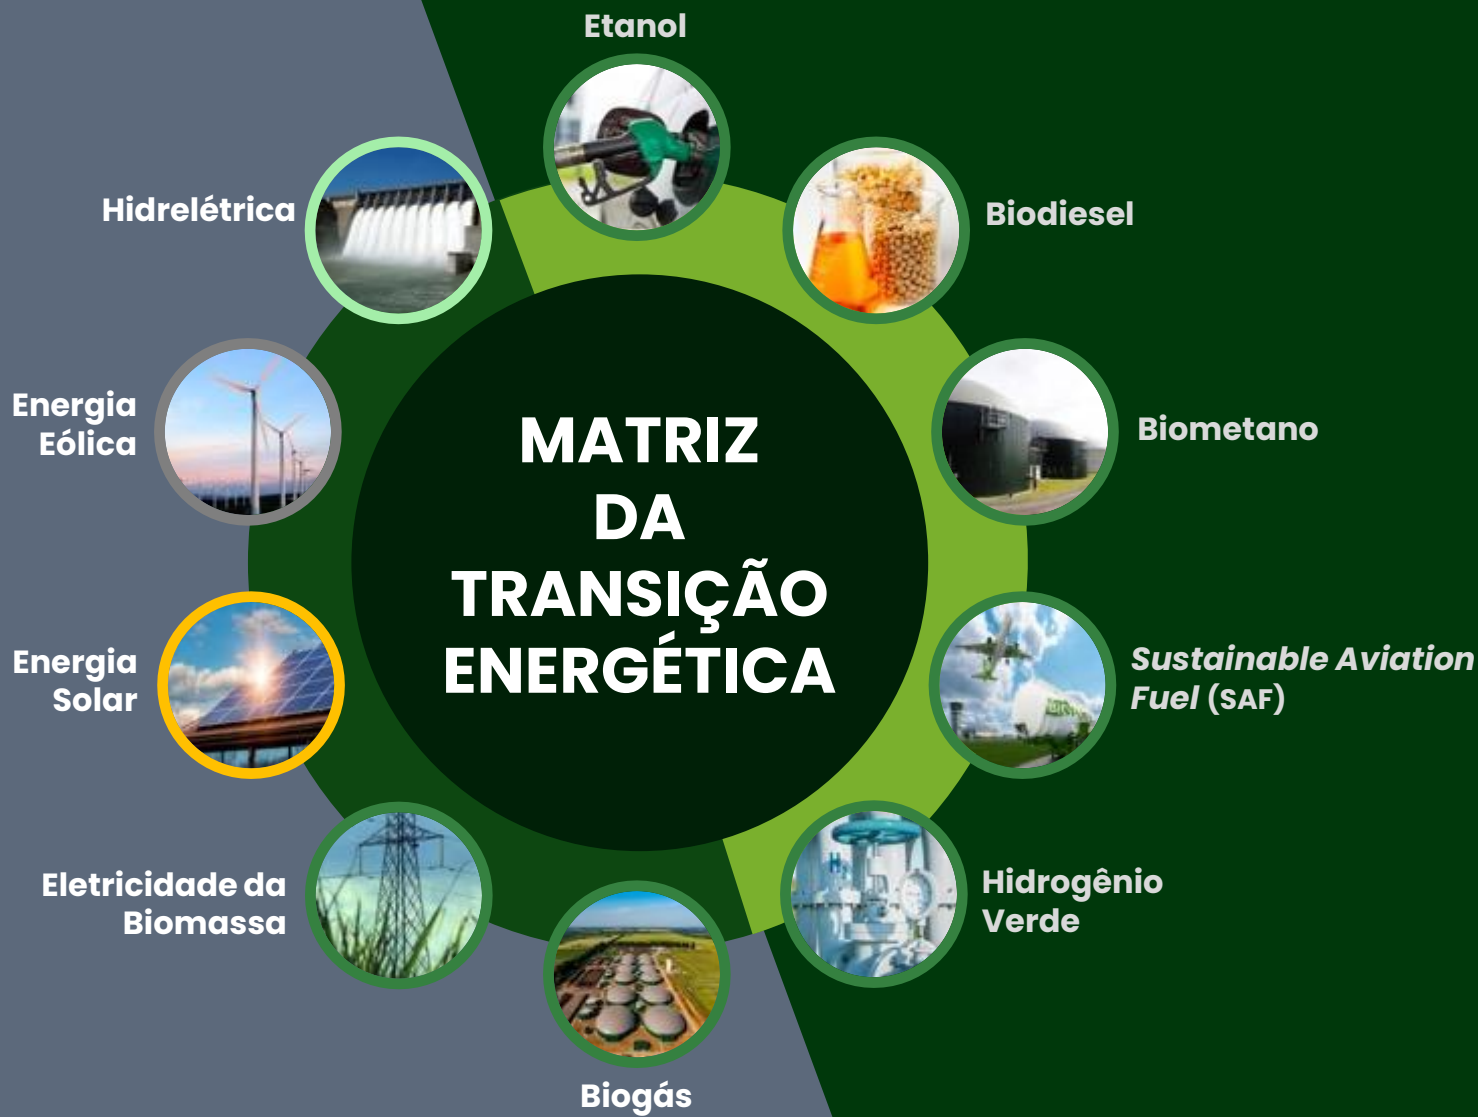 Etanol
Hidrelétrica
Biodiesel
Energia
Eólica
Biometano
MATRIZ
DA
TRANSIÇÃO
ENERGÉTICA
Energia
Solar
Sustainable Aviation
Fuel (SAF)
Eletricidade da
Biomassa
Hidrogênio
Verde
Biogás